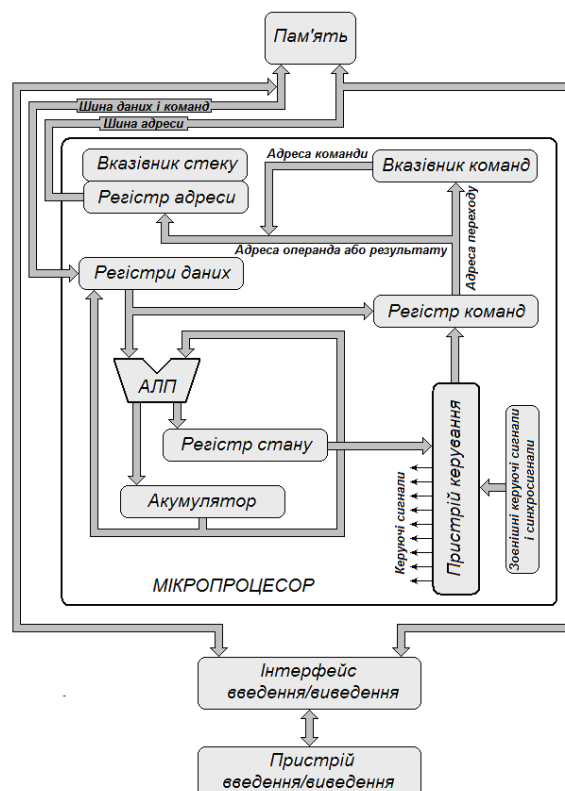 Пам'ять
Шина даних і команд
Шина адреси
Вказівник стеку
Регістр адреси
Адреса команди
Вказівник команд
Адреса операнда або результату
Адреса переходу
Регістри даних
Регістр команд
АЛП
Регістр стану
Акумулятор
Керуючі сигнали
Пристрій керування
Зовнішні керуючі сигнали
і синхросигнали
МІКРОПРОЦЕСОР
Інтерфейс
введення/виведення
Пристрій
введення/виведення